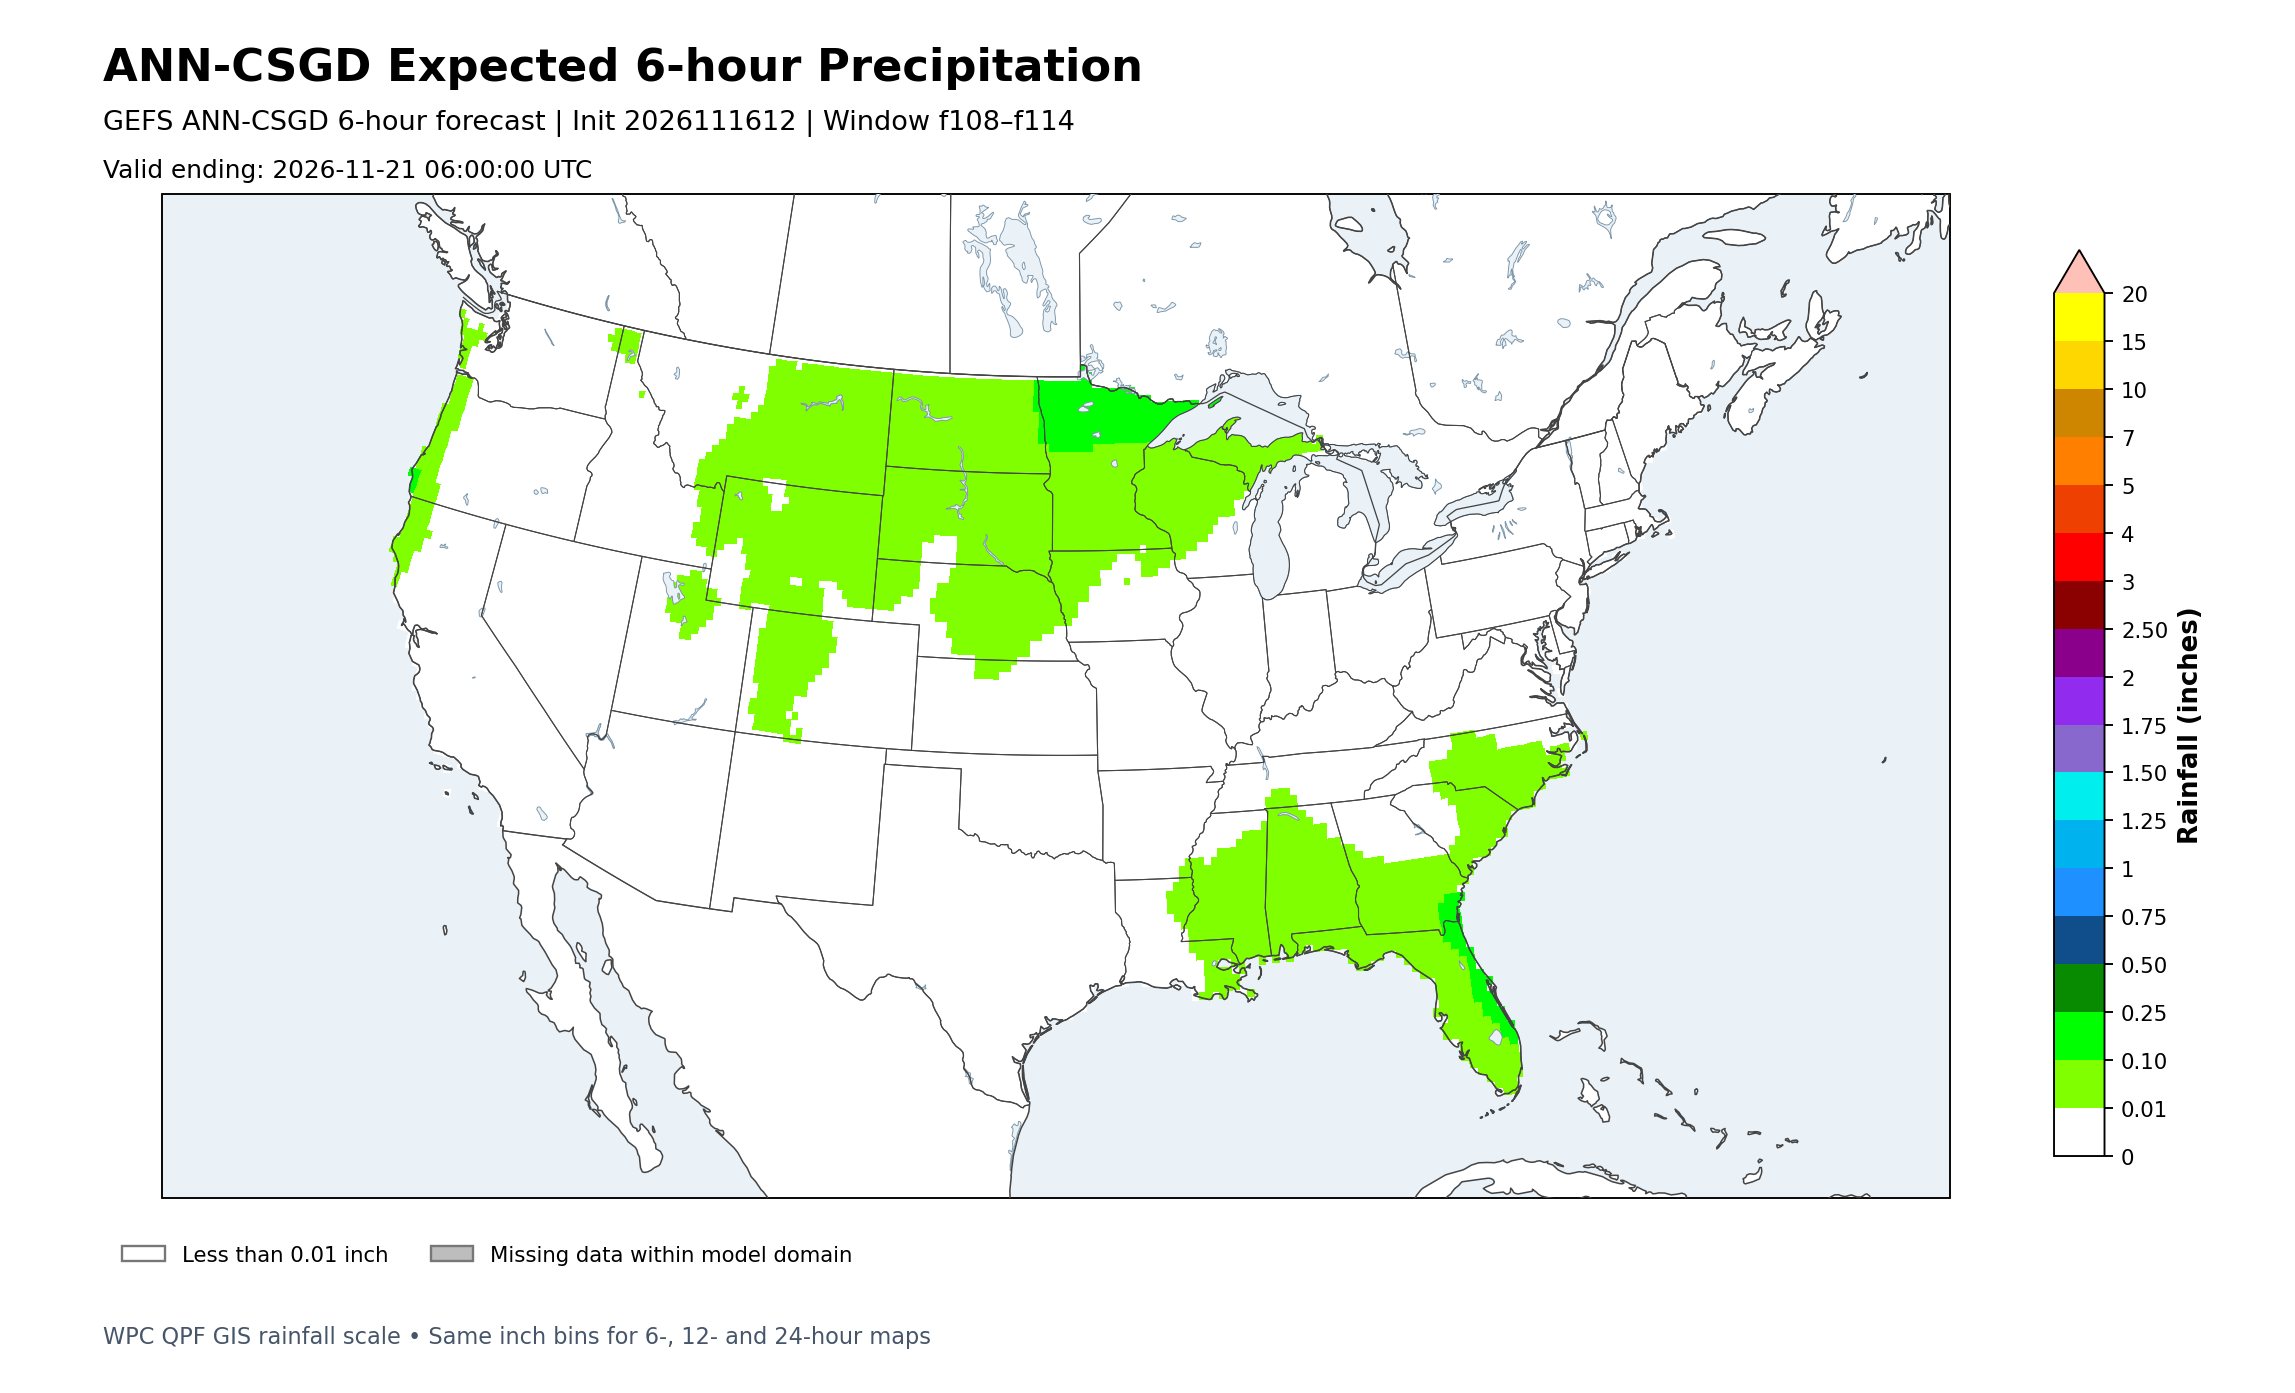 ANN-CSGD Expected 6-hour Precipitation
GEFS ANN-CSGD 6-hour forecast | Init 2026111612 | Window f108–f114
Valid ending: 2026-11-21 06:00:00 UTC
20
15
10
7
5
4
3
2.50
2
1.75
1.50
1.25
1
0.75
0.50
0.25
0.10
0.01
0
Rainfall (inches)
Less than 0.01 inch
Missing data within model domain
WPC QPF GIS rainfall scale • Same inch bins for 6-, 12- and 24-hour maps